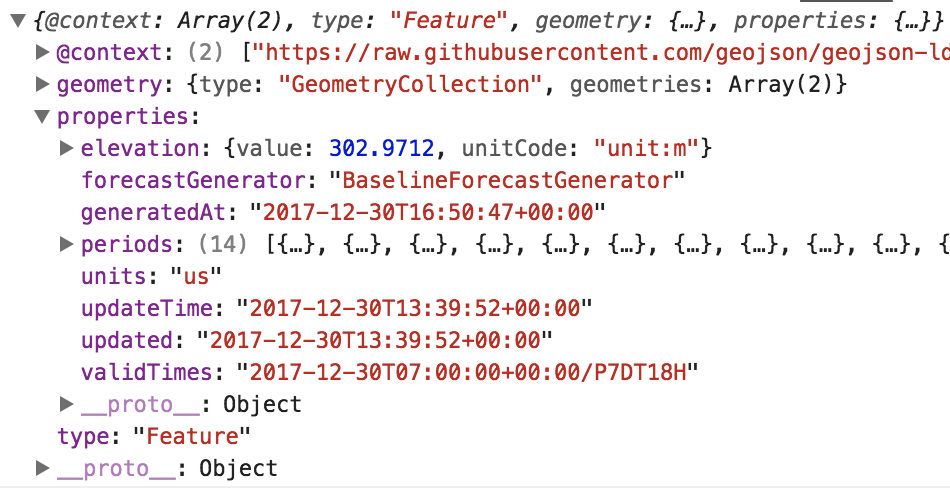 {@context: Array(2), type: "Feature", geometry: {…}, properties: {…}}
@context: (2) ["https://raw.githubusercontent.com/geojson/geojson-ld
geometry: {type: "GeometryCollection", geometries: Array(2)}
properties:
elevation: {value: 302.9712, unitCode: "unit:m"}
forecastGenerator: "BaselineForecastGenerator"
generatedAt: "2017-12-30T16:50:47+00:00"
periods: (14) [{…}, {…}, {…}, {…}, {…}, {…}, {…}, {…}, {…}, {…}, {
units: "us"
updateTime: "2017-12-30T13:39:52+00:00"
updated: "2017-12-30T13:39:52+00:00"
validTimes: "2017-12-30T07:00:00+00:00/P7DT18H"
__proto__: Object
type: "Feature"
__proto__: Object